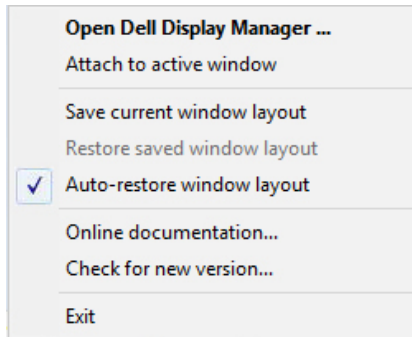 Open Dell Display Manager ...
Attach to active window
Save current window layout
Restore saved window layout
Auto-restore window layout
Online documentation...
Check for new version...
Exit